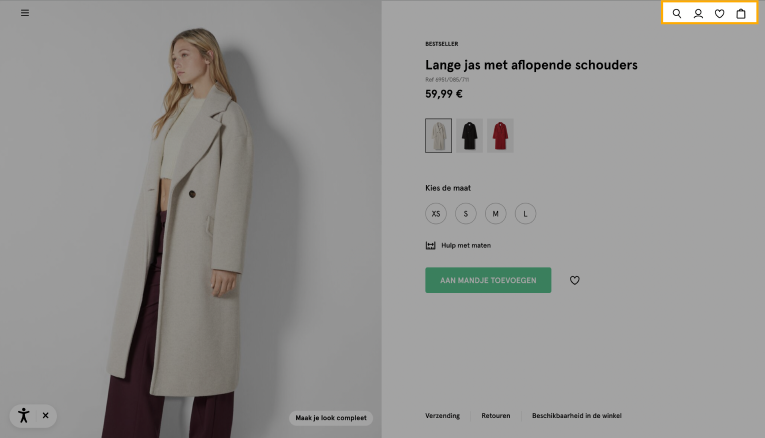 BESTSELLER
Lange jas met aflopende schouders
Ref 6951/085/711
59,99 €
Kies de maat
XS S M L
Hulp met maten
AAN MANDJE TOEVOEGEN
Maak je look compleet
Verzending Retouren Beschikbaarheid in de winkel